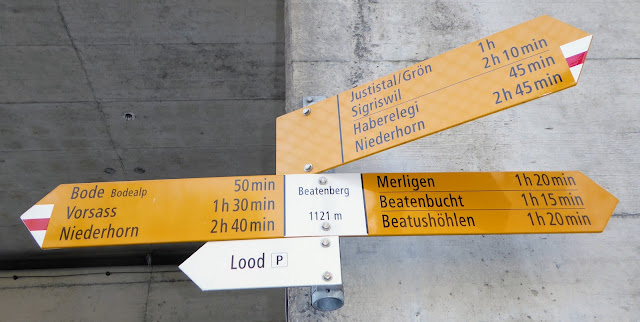 Justistal/Grön 1h
Sigriswil 2h 10min
Haberelegi 45min
Niederhorn 2h 45min
Bode Bodealp 50min
Vorsass 1h 30min
Niederhorn 2h 40min
Beatenberg
1121 m
Merligen 1h 20min
Beatenbucht 1h 15min
Beatushöhlen 1h 20min
Lood P